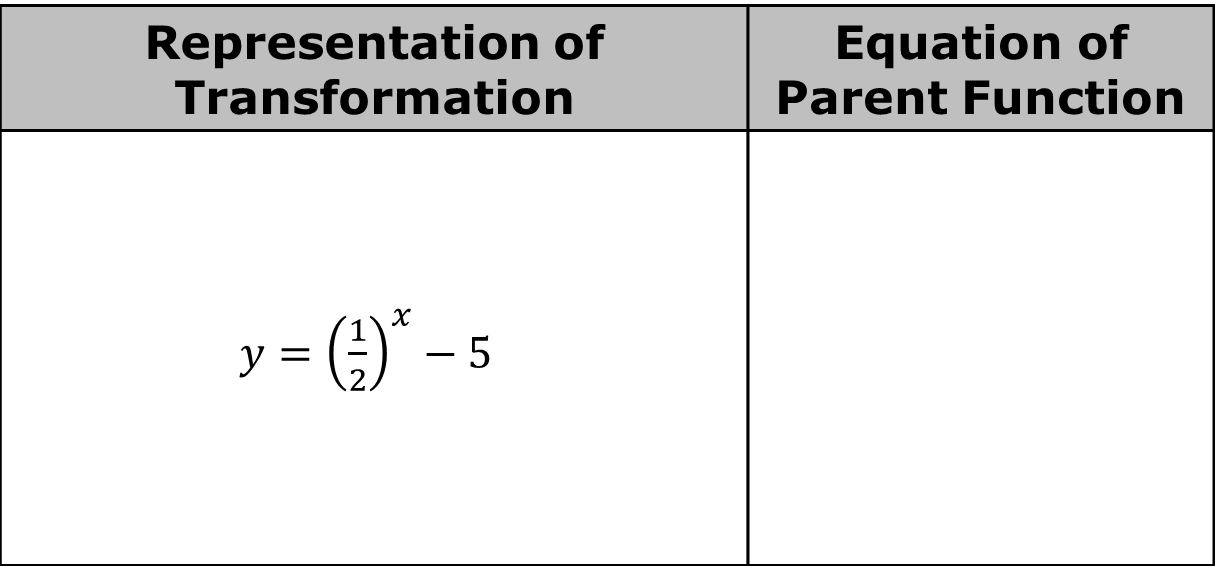 Representation of
Transformation
Equation of
Parent Function
y = (1/2)^x − 5